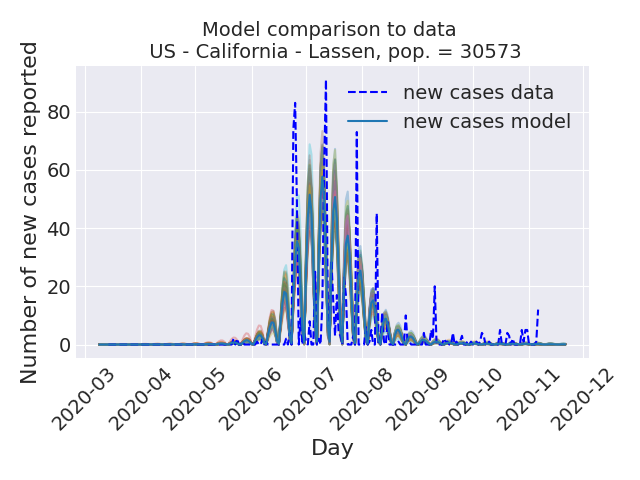 Model comparison to data
US - California - Lassen, pop. = 30573
Number of new cases reported
80
60
40
20
0
new cases data
new cases model
2020-03
2020-04
2020-05
2020-06
2020-07
2020-08
2020-09
2020-10
2020-11
2020-12
Day